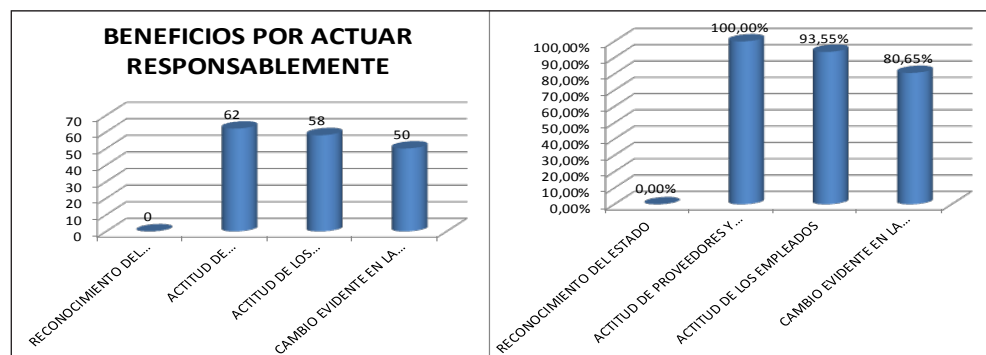 BENEFICIOS POR ACTUAR
RESPONSABLEMENTE
70
60
50
40
30
20
10
0
0
62
58
50
RECONOCIMIENTO DEL...
ACTITUD DE...
ACTITUD DE LOS...
CAMBIO EVIDENTE EN LA...
100,00%
90,00%
80,00%
70,00%
60,00%
50,00%
40,00%
30,00%
20,00%
10,00%
0,00%
0,00%
100,00%
93,55%
80,65%
RECONOCIMIENTO DEL ESTADO
ACTITUD DE PROVEEDORES Y...
ACTITUD DE LOS EMPLEADOS
CAMBIO EVIDENTE EN LA...